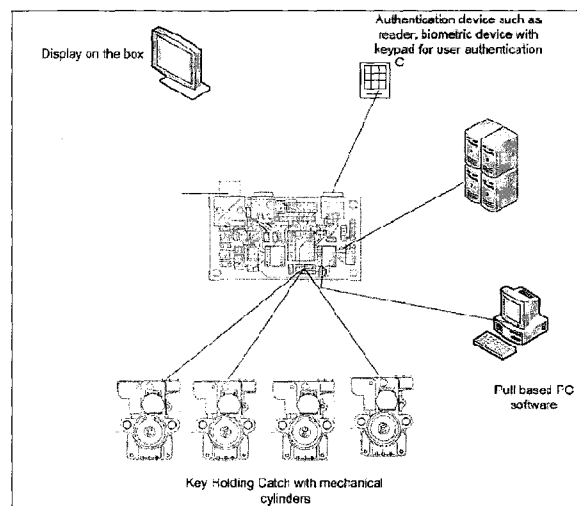 Authentication device such as
reader, biometric device with
keypad for user authentication
C
Display on the box
Pull based PC
software
Key Holding Catch with mechanical
cylinders